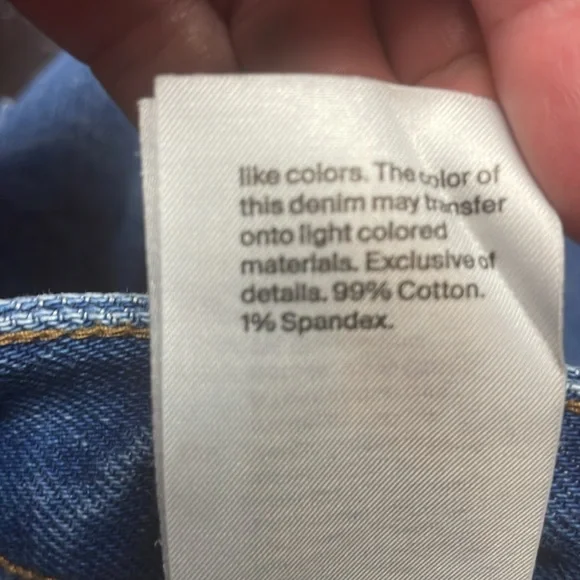 like colors. The color of
this denim may transfer
onto light colored
materials. Exclusive of
details. 99% Cotton.
1% Spandex.